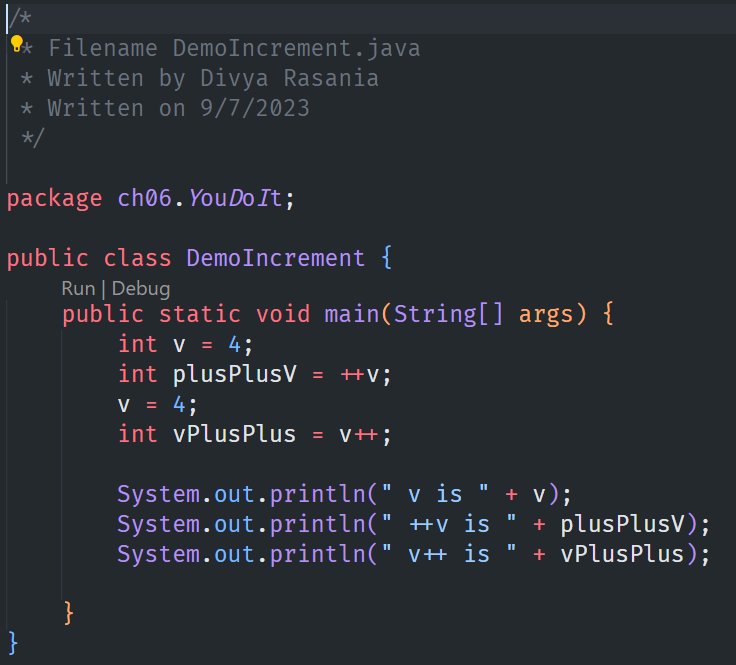 /*
* Filename DemoIncrement.java
* Written by Divya Rasania
* Written on 9/7/2023
*/
package ch06.YouDoIt;
public class DemoIncrement {
Run | Debug
public static void main(String[] args) {
int v = 4;
int plusPlusV = ++v;
v = 4;
int vPlusPlus = v++;
System.out.println(" v is " + v);
System.out.println(" ++v is " + plusPlusV);
System.out.println(" v++ is " + vPlusPlus);
}
}